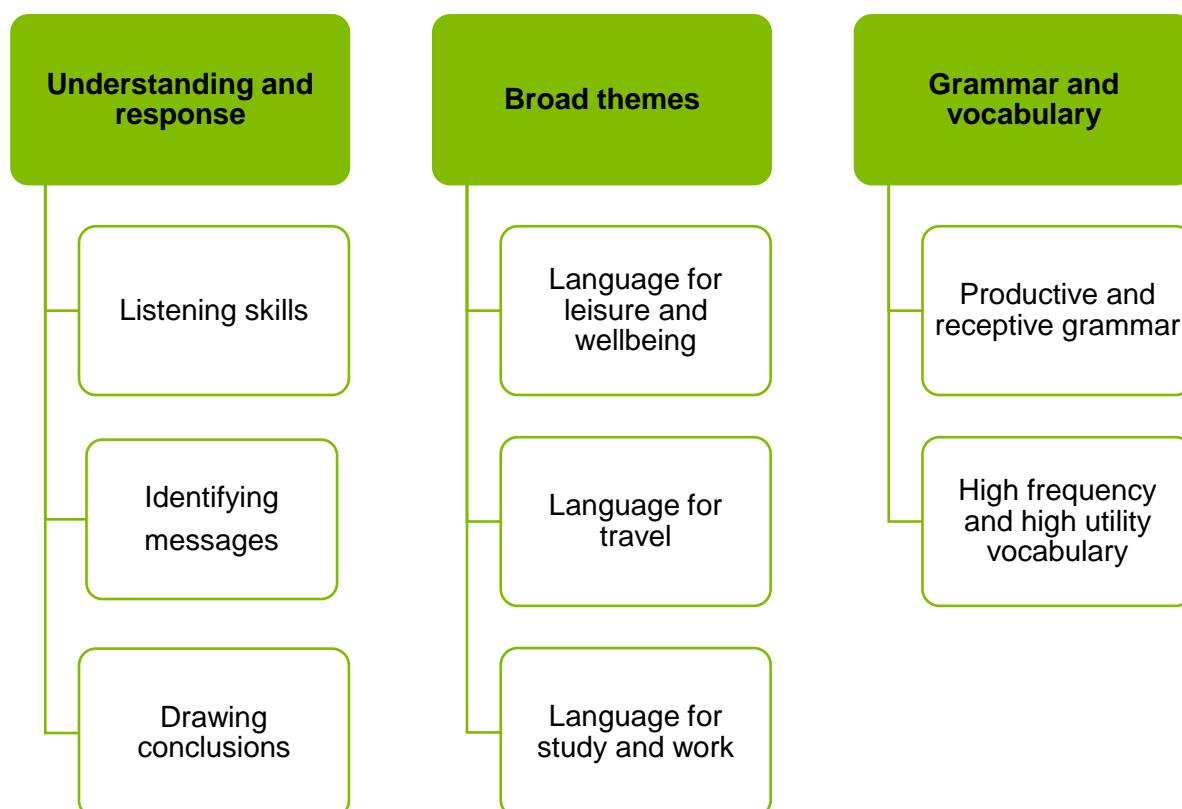 Understanding and
response
Listening skills
Identifying
messages
Drawing
conclusions
Broad themes
Language for
leisure and
wellbeing
Language for
travel
Language for
study and work
Grammar and
vocabulary
Productive and
receptive grammar
High frequency
and high utility
vocabulary